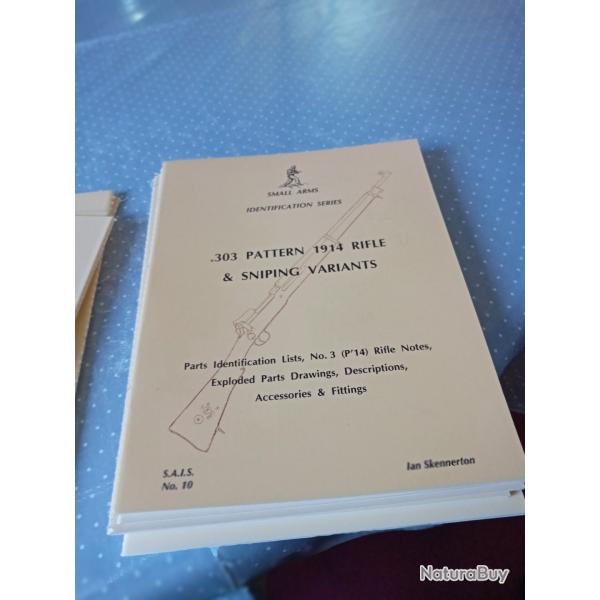 SMALL ARMS
IDENTIFICATION SERIES
.303 PATTERN 1914 RIFLE
& SNIPING VARIANTS
Parts Identification Lists, No. 3 (P'14) Rifle Notes,
Exploded Parts Drawings, Descriptions,
Accessories & Fittings
S.A.I.S.
No. 10
Ian Skennerton
NaturaBuy